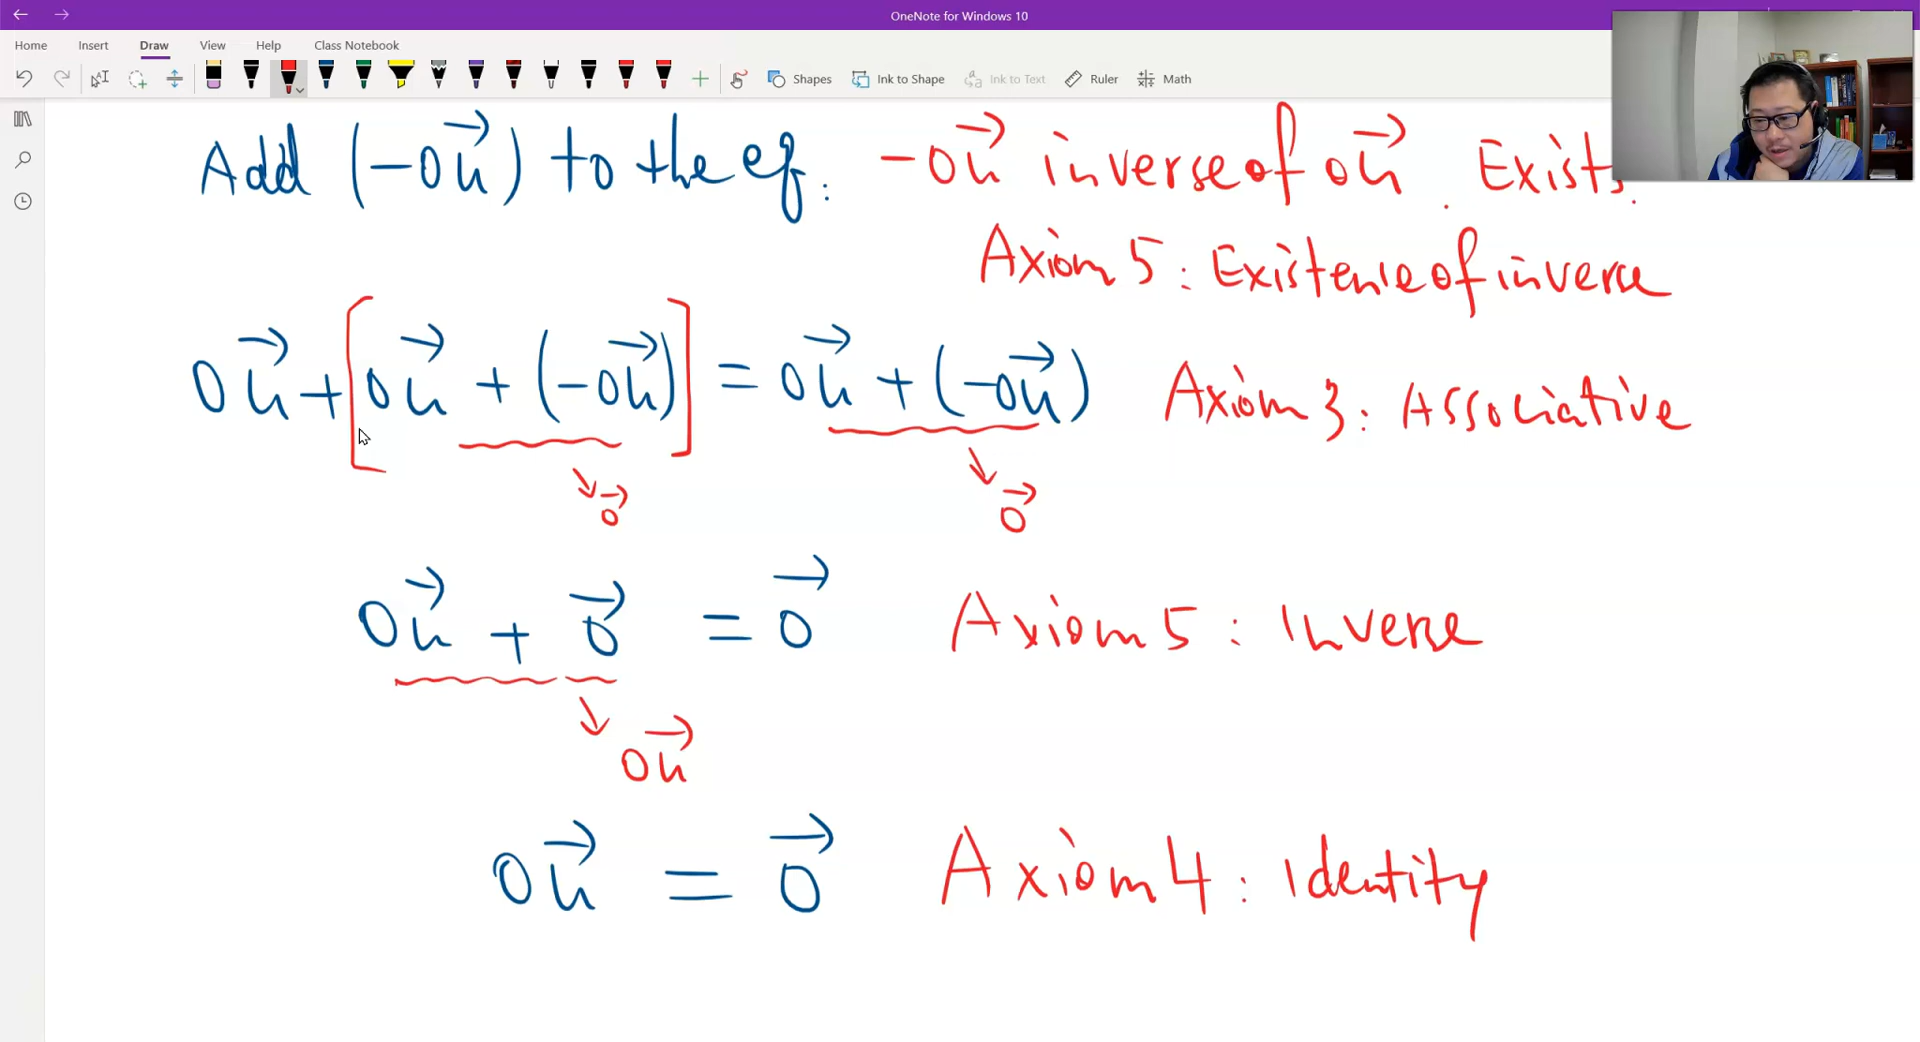 OneNote for Windows 10
Home Insert Draw View Help Class Notebook
Shapes Ink to Shape Ink to Text Ruler Math
Add (-0u⃗) to the eq: -0u⃗ inverse of 0u⃗. Exists.
Axiom 5: Existence of inverse
0u⃗ + [0u⃗ + (-0u⃗)] = 0u⃗ + (-0u⃗) Axiom 3: Associative
↘ 0⃗ ↘ 0⃗
0u⃗ + 0⃗ = 0⃗ Axiom 5: Inverse
↘ 0u⃗
0u⃗ = 0⃗ Axiom 4: Identity